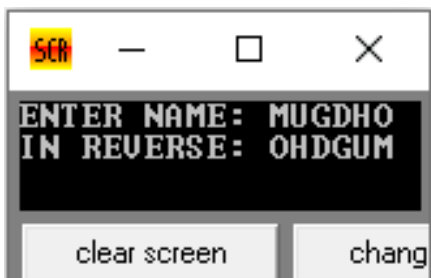 SCR
ENTER NAME: MUGDHO
IN REVERSE: OHDGUM
clear screen
chang